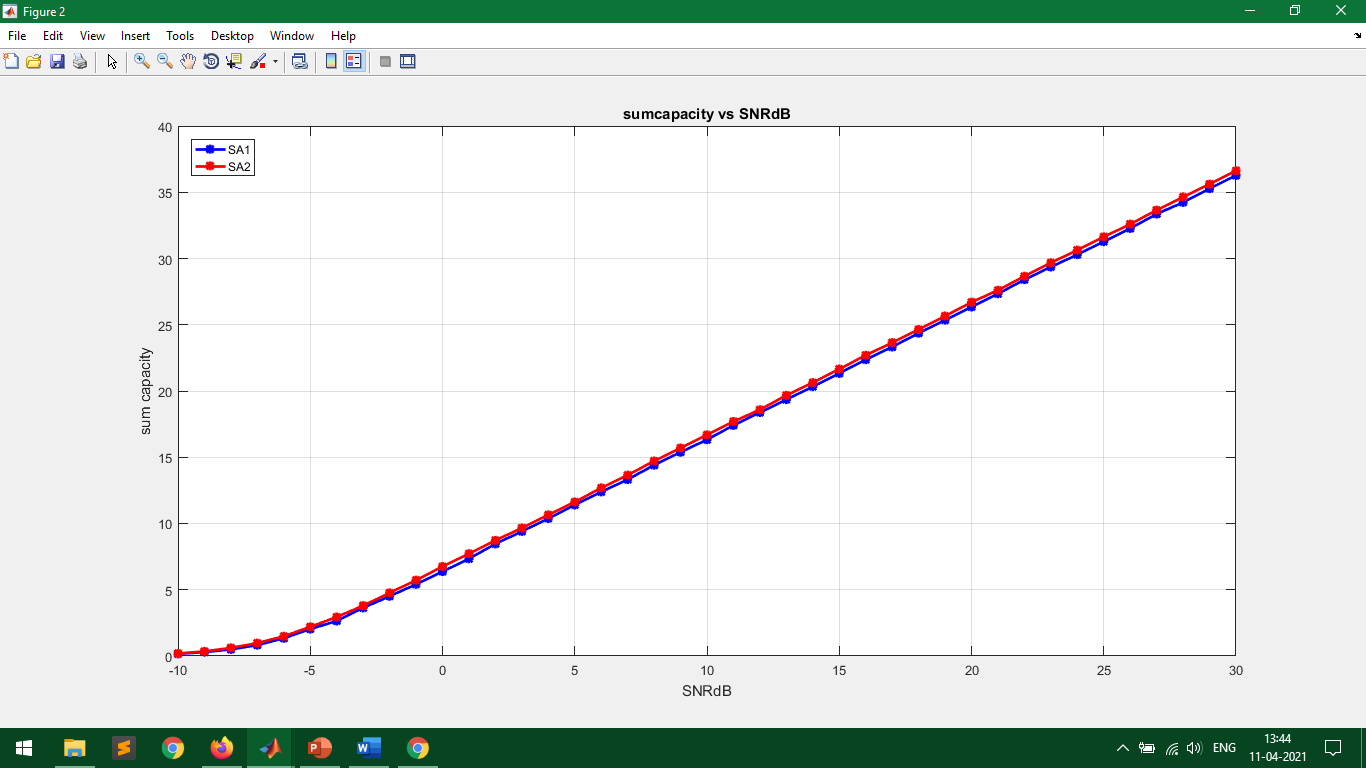 Figure 2
File Edit View Insert Tools Desktop Window Help
sumcapacity vs SNRdB
SA1
SA2
40
35
30
25
20
15
10
5
0
sum capacity
-10 -5 0 5 10 15 20 25 30
SNRdB
P W ENG 13:44
11-04-2021